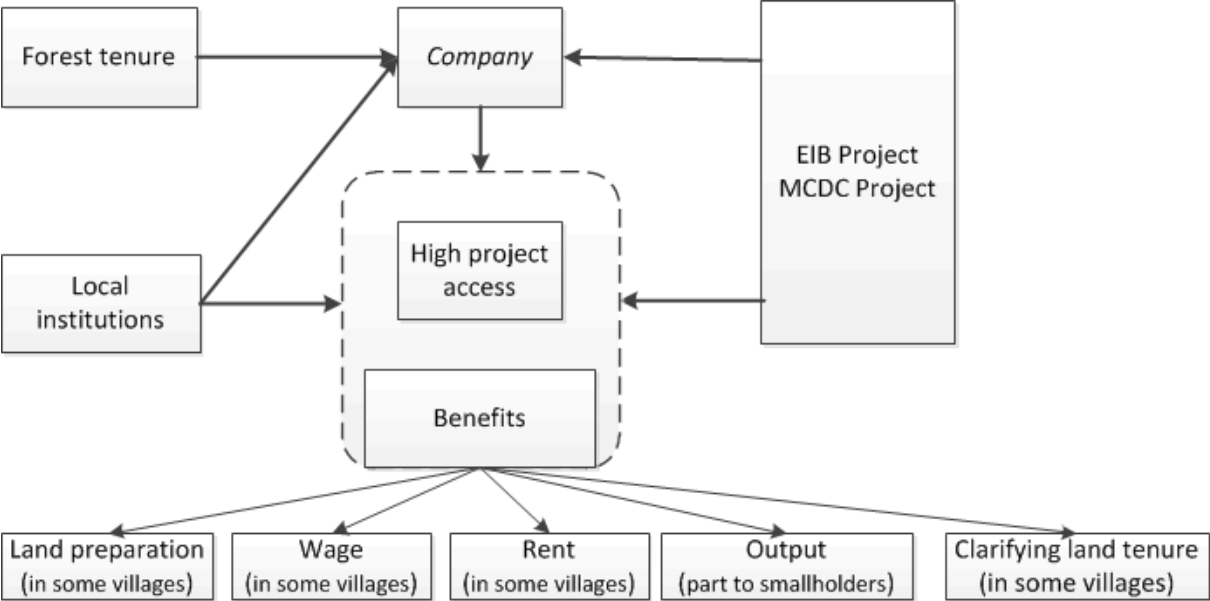 Forest tenure
Company
EIB Project
MCDC Project
High project
access
Local
institutions
Benefits
Land preparation
(in some villages)
Wage
(in some villages)
Rent
(in some villages)
Output
(part to smallholders)
Clarifying land tenure
(in some villages)